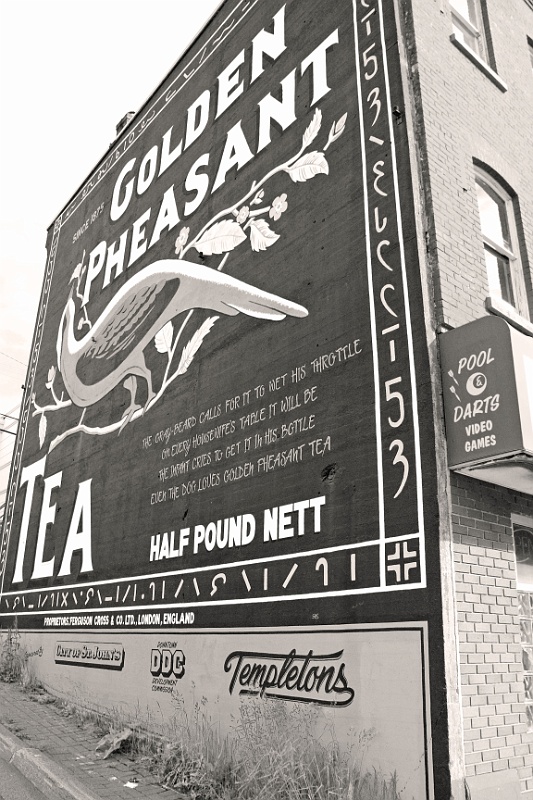 GOLDEN
PHEASANT
SINCE 1875
THE GRAY-BEARD CALLS FOR IT TO WET HIS THROTTLE
ON EVERY HOUSEWIFE'S TABLE IT WILL BE
THE INFANT CRIES TO GET IT IN HIS BOTTLE
EVEN THE DOG LOVES GOLDEN PHEASANT TEA
TEA
HALF POUND NETT
PROPRIETORS, FERGUSON CROSS & CO. LTD., LONDON, ENGLAND
CITY OF ST. JOHN'S
DOWNTOWN
DDC
DEVELOPMENT
COMMISSION
Templetons
POOL
8
DARTS
VIDEO
GAMES